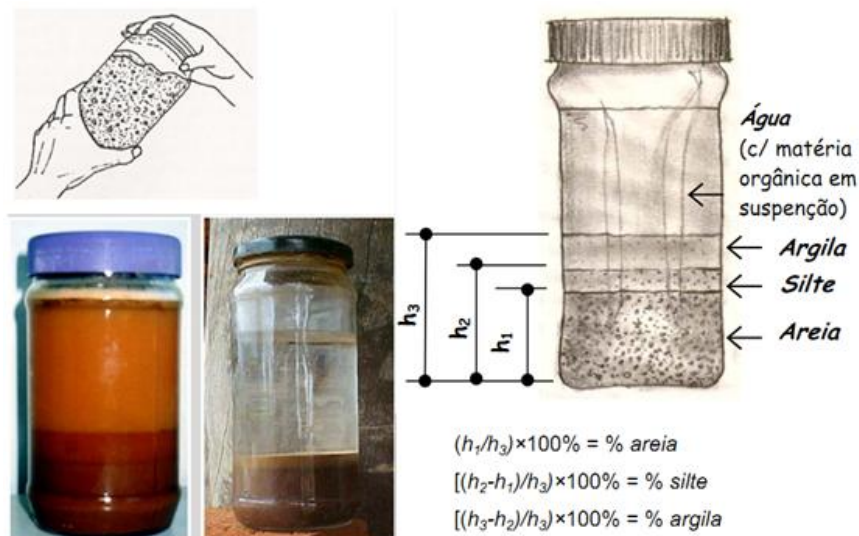 Água
(c/ matéria
orgânica em
suspenção)
Argila
Silte
Areia
h₃
h₂
h₁
(h₁/h₃)×100% = % areia
[(h₂-h₁)/h₃)×100% = % silte
[(h₃-h₂)/h₃)×100% = % argila